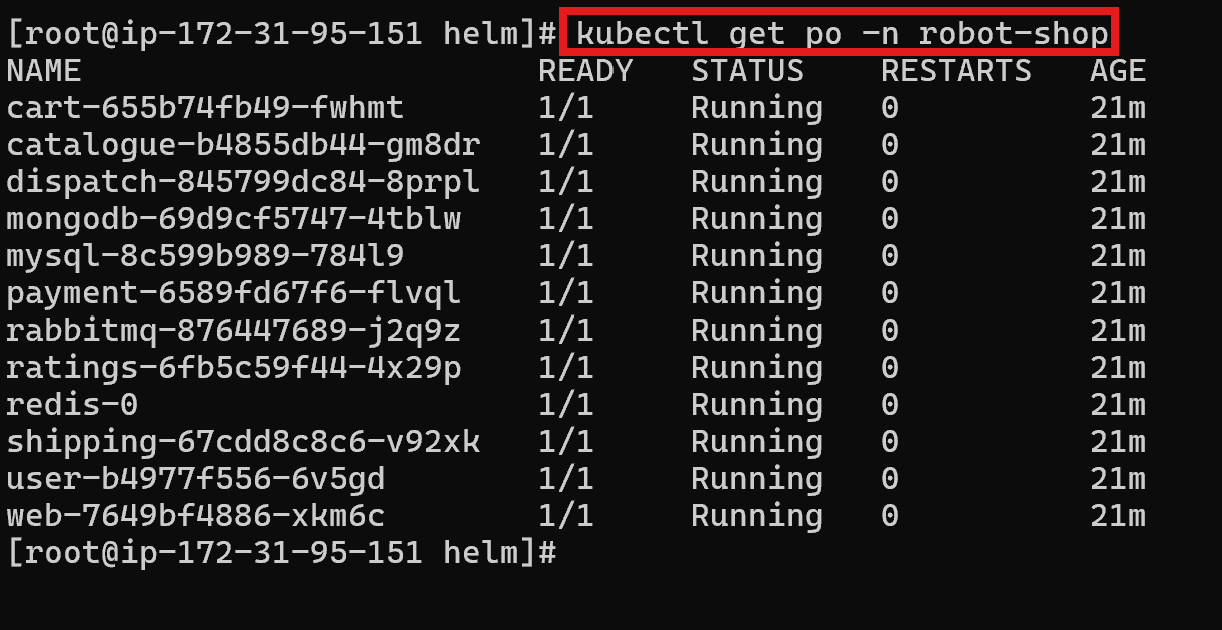 [root@ip-172-31-95-151 helm]# kubectl get po -n robot-shop
NAME READY STATUS RESTARTS AGE
cart-655b74fb49-fwhmt 1/1 Running 0 21m
catalogue-b4855db44-gm8dr 1/1 Running 0 21m
dispatch-845799dc84-8prpl 1/1 Running 0 21m
mongodb-69d9cf5747-4tblw 1/1 Running 0 21m
mysql-8c599b989-784l9 1/1 Running 0 21m
payment-6589fd67f6-flvql 1/1 Running 0 21m
rabbitmq-876447689-j2q9z 1/1 Running 0 21m
ratings-6fb5c59f44-4x29p 1/1 Running 0 21m
redis-0 1/1 Running 0 21m
shipping-67cdd8c8c6-v92xk 1/1 Running 0 21m
user-b4977f556-6v5gd 1/1 Running 0 21m
web-7649bf4886-xkm6c 1/1 Running 0 21m
[root@ip-172-31-95-151 helm]#